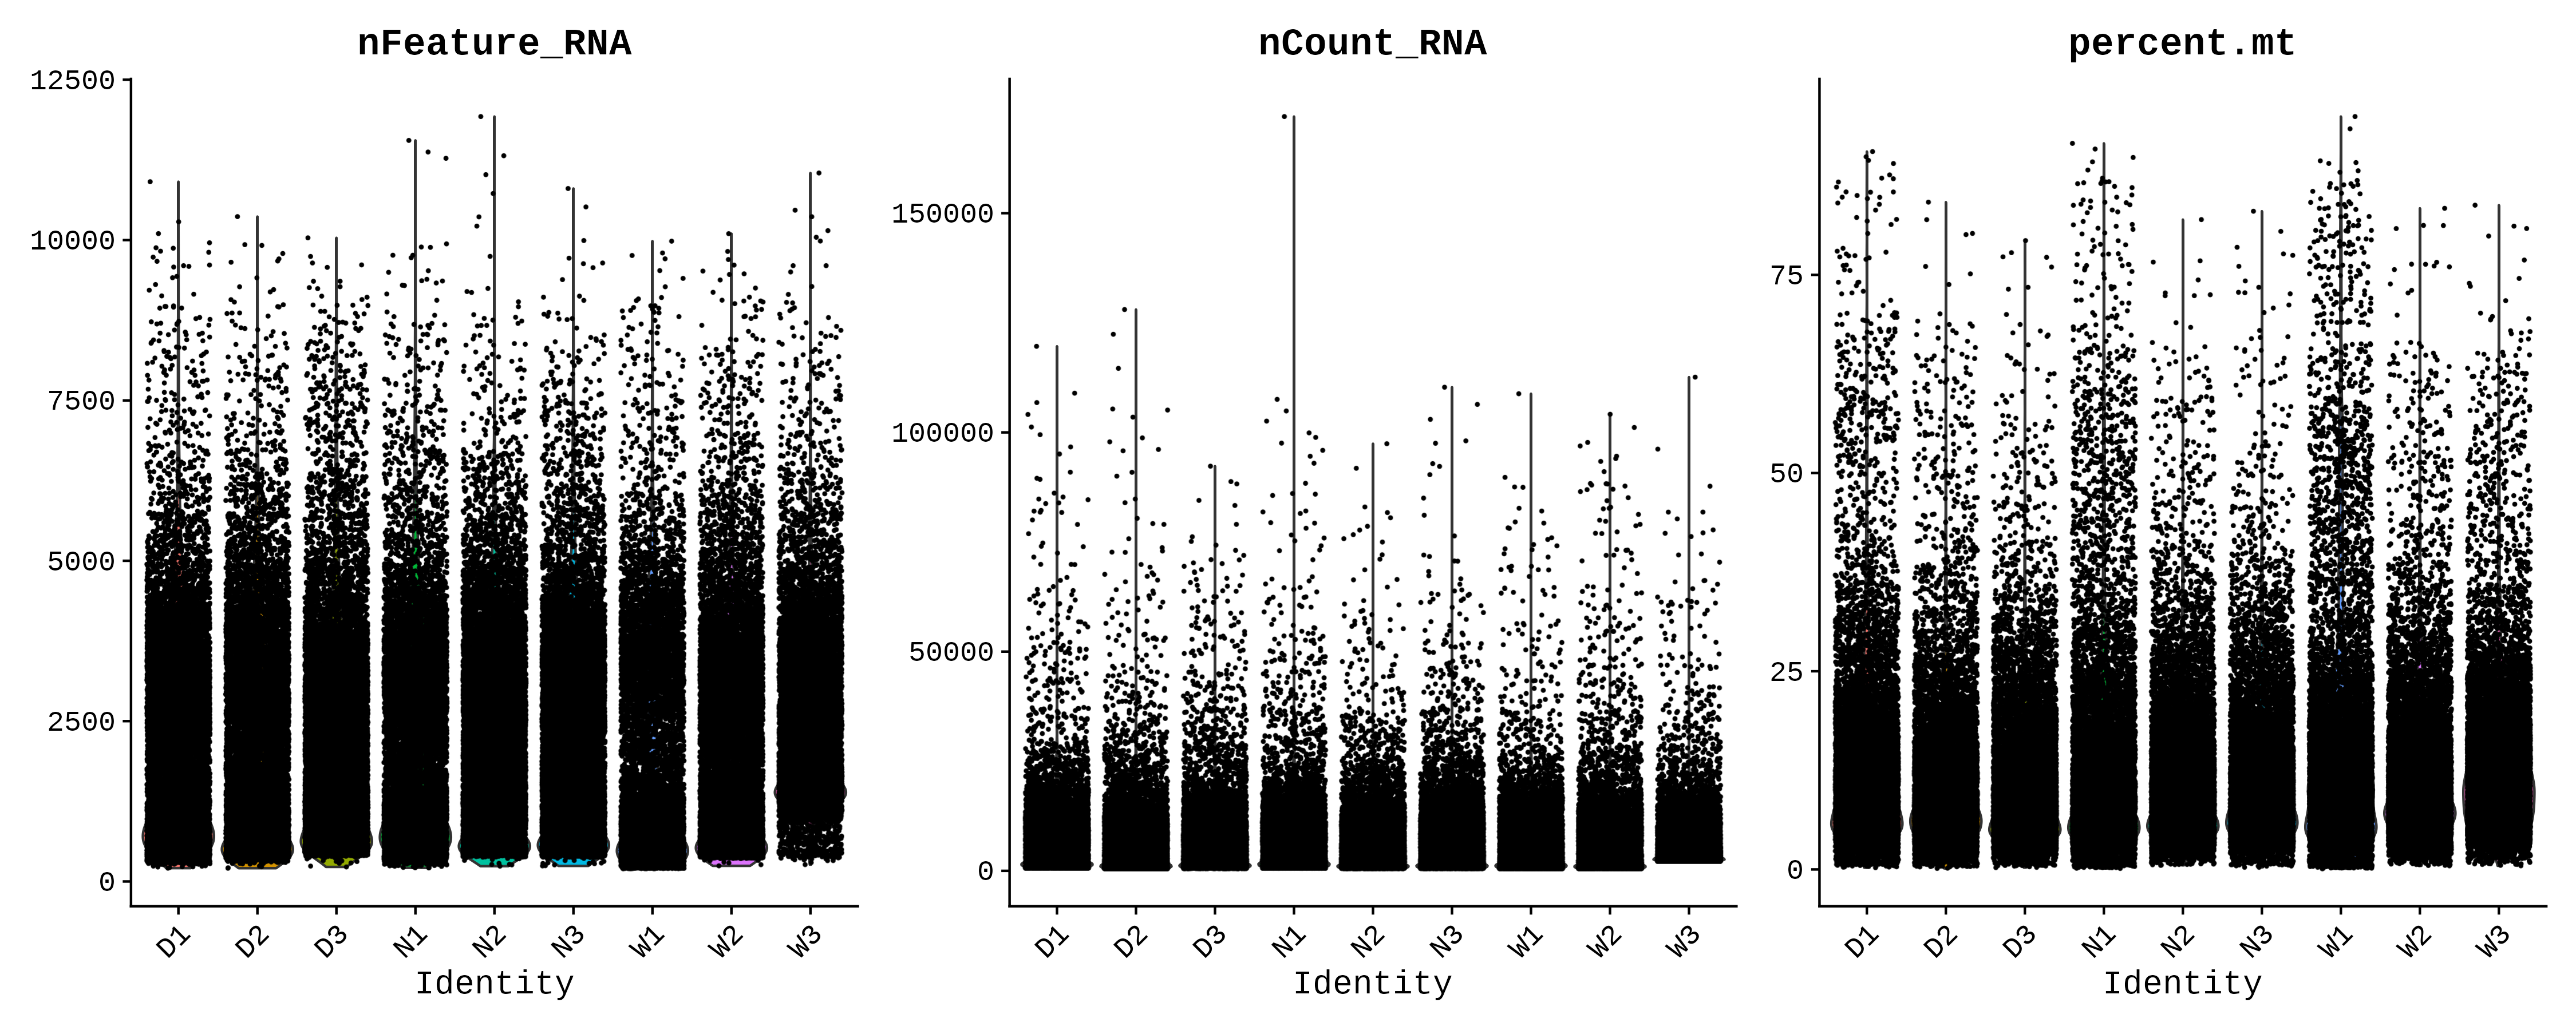 nFeature_RNA
12500
10000
7500
5000
2500
0
D1 D2 D3 N1 N2 N3 W1 W2 W3
Identity
nCount_RNA
150000
100000
50000
0
D1 D2 D3 N1 N2 N3 W1 W2 W3
Identity
percent.mt
75
50
25
0
D1 D2 D3 N1 N2 N3 W1 W2 W3
Identity